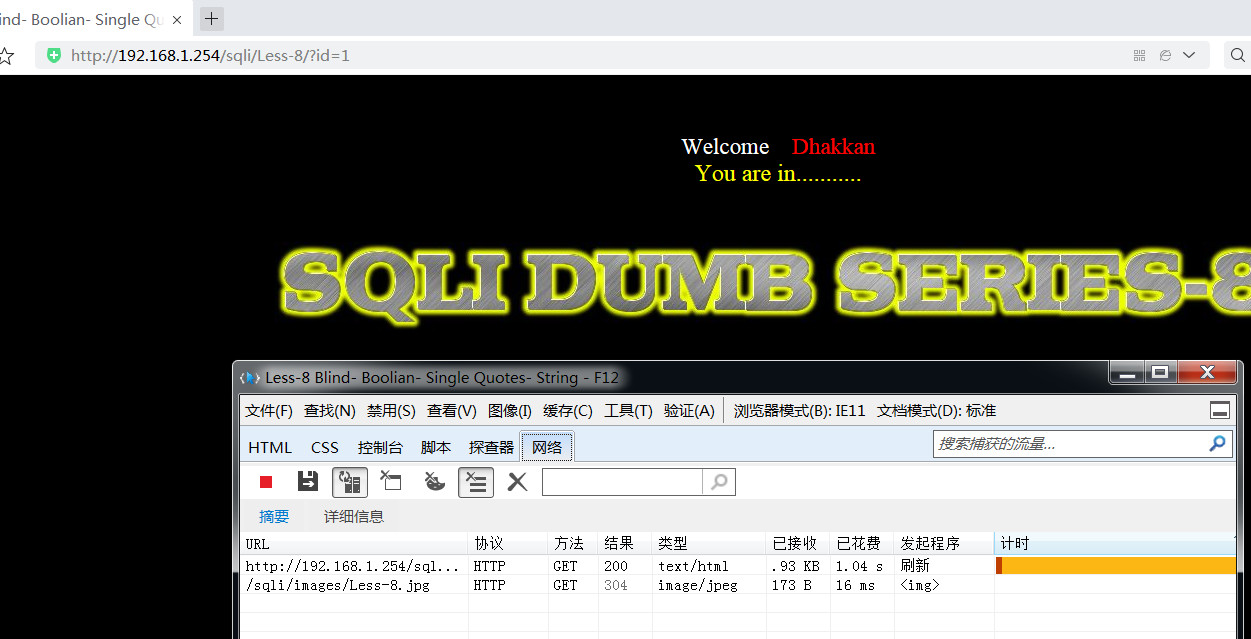 ind- Boolian- Single Qu
http://192.168.1.254/sqli/Less-8/?id=1
Welcome Dhakkan
You are in...........
SQLI DUMB SERIES-8
Less-8 Blind- Boolian- Single Quotes- String - F12
文件(F) 查找(N) 禁用(S) 查看(V) 图像(I) 缓存(C) 工具(T) 验证(A) 浏览器模式(B): IE11 文档模式(D): 标准
HTML CSS 控制台 脚本 探查器 网络 搜索捕获的流量...
摘要 详细信息
URL 协议 方法 结果 类型 已接收 已花费 发起程序 计时
http://192.168.1.254/sql... HTTP GET 200 text/html .93 KB 1.04 s 刷新
/sqli/images/Less-8.jpg HTTP GET 304 image/jpeg 173 B 16 ms <img>